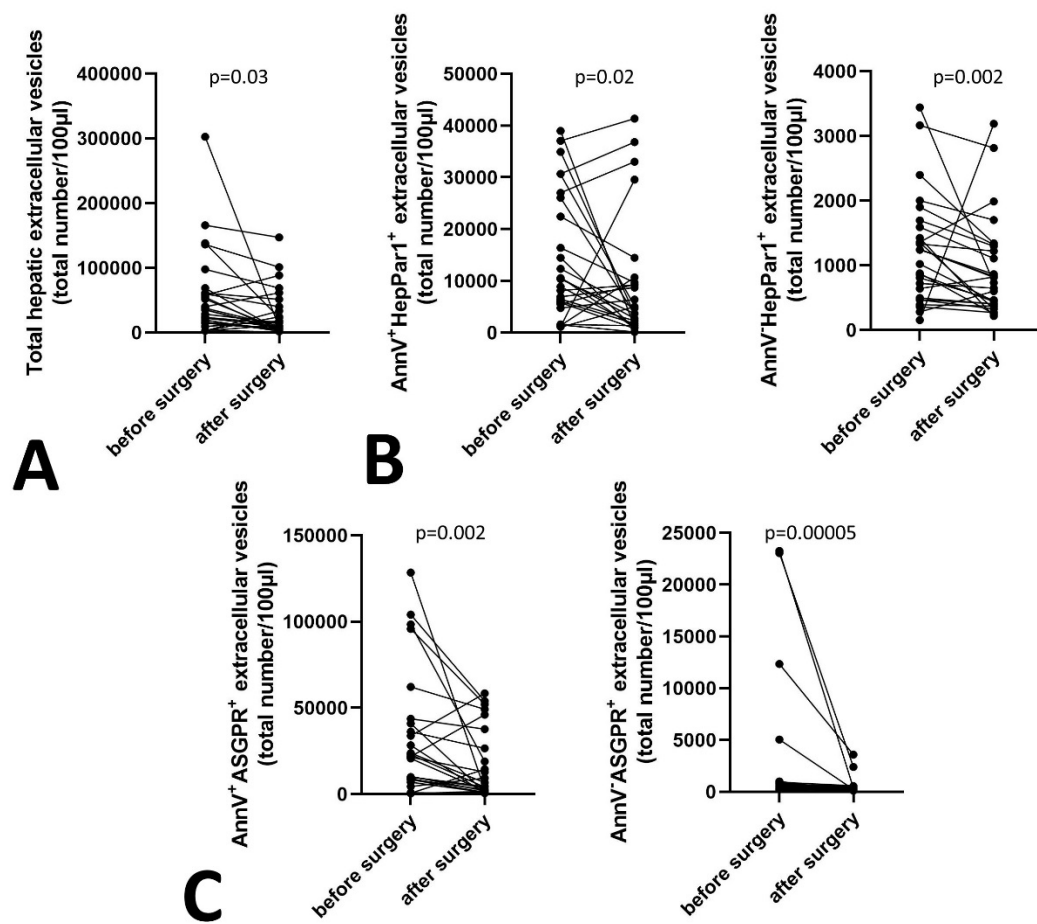 Total hepatic extracellular vesicles
(total number/100µl)
p=0.03
400000
300000
200000
100000
0
before surgery
after surgery
A
AnnV⁺HepPar1⁺ extracellular vesicles
(total number/100µl)
p=0.02
50000
40000
30000
20000
10000
0
before surgery
after surgery
B
AnnV⁻HepPar1⁺ extracellular vesicles
(total number/100µl)
p=0.002
4000
3000
2000
1000
0
before surgery
after surgery
AnnV⁺ASGPR⁺ extracellular vesicles
(total number/100µl)
p=0.002
150000
100000
50000
0
before surgery
after surgery
C
AnnV⁻ASGPR⁺ extracellular vesicles
(total number/100µl)
p=0.00005
25000
20000
15000
10000
5000
0
before surgery
after surgery